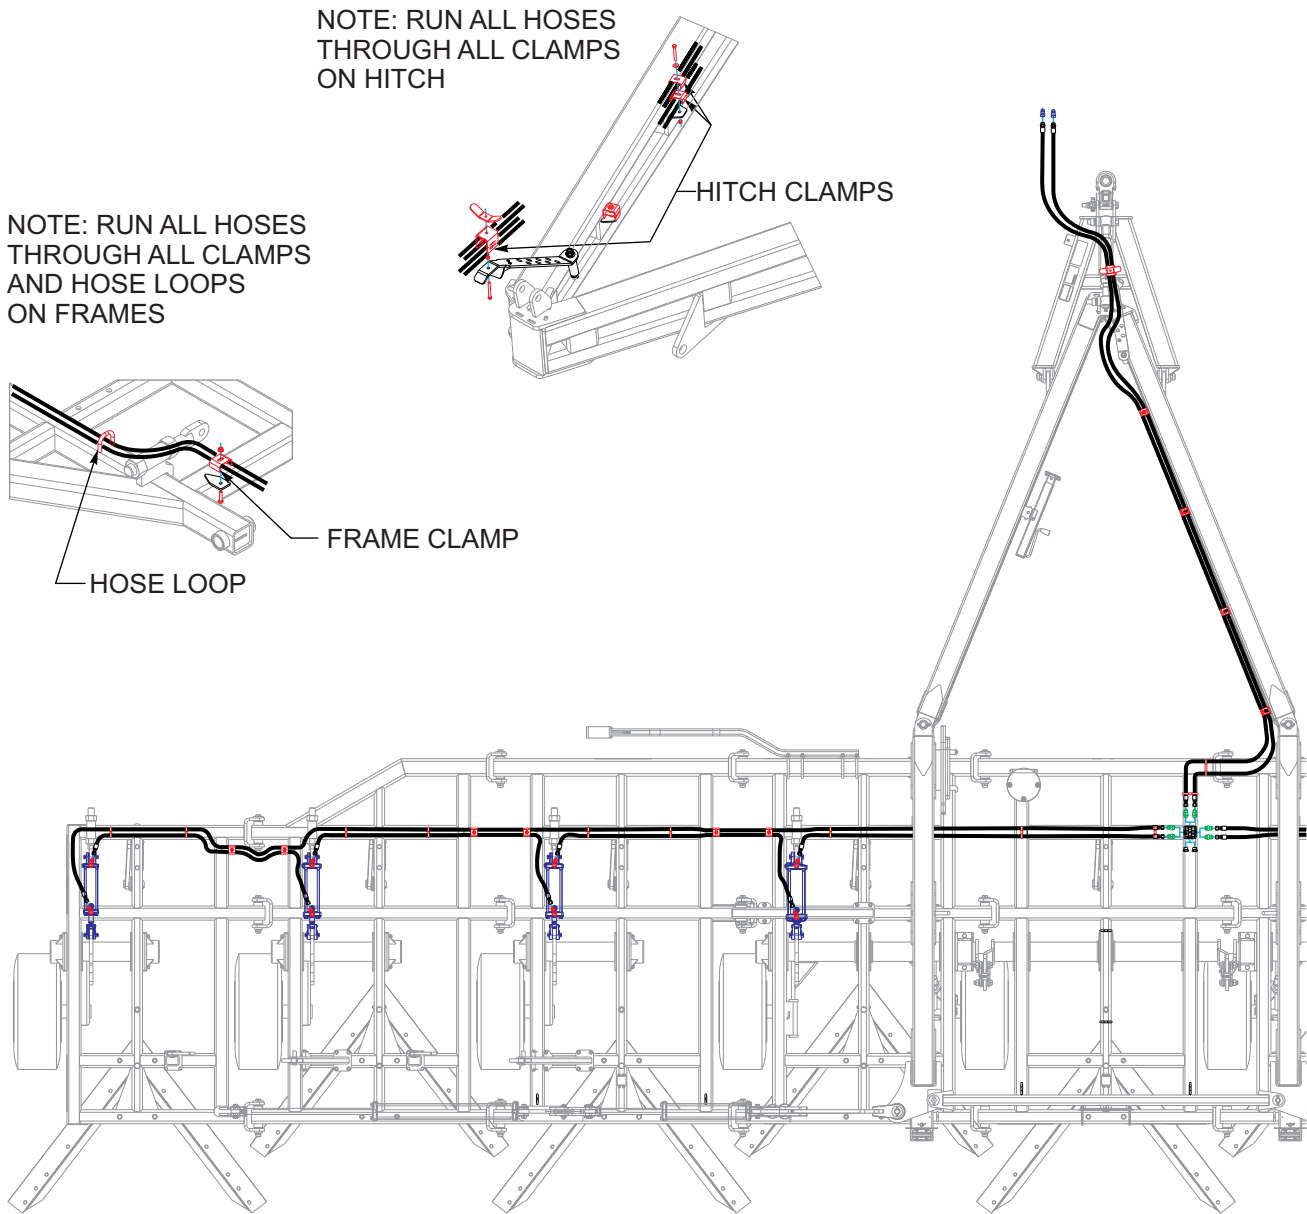 NOTE: RUN ALL HOSES
THROUGH ALL CLAMPS
ON HITCH
HITCH CLAMPS
NOTE: RUN ALL HOSES
THROUGH ALL CLAMPS
AND HOSE LOOPS
ON FRAMES
FRAME CLAMP
HOSE LOOP